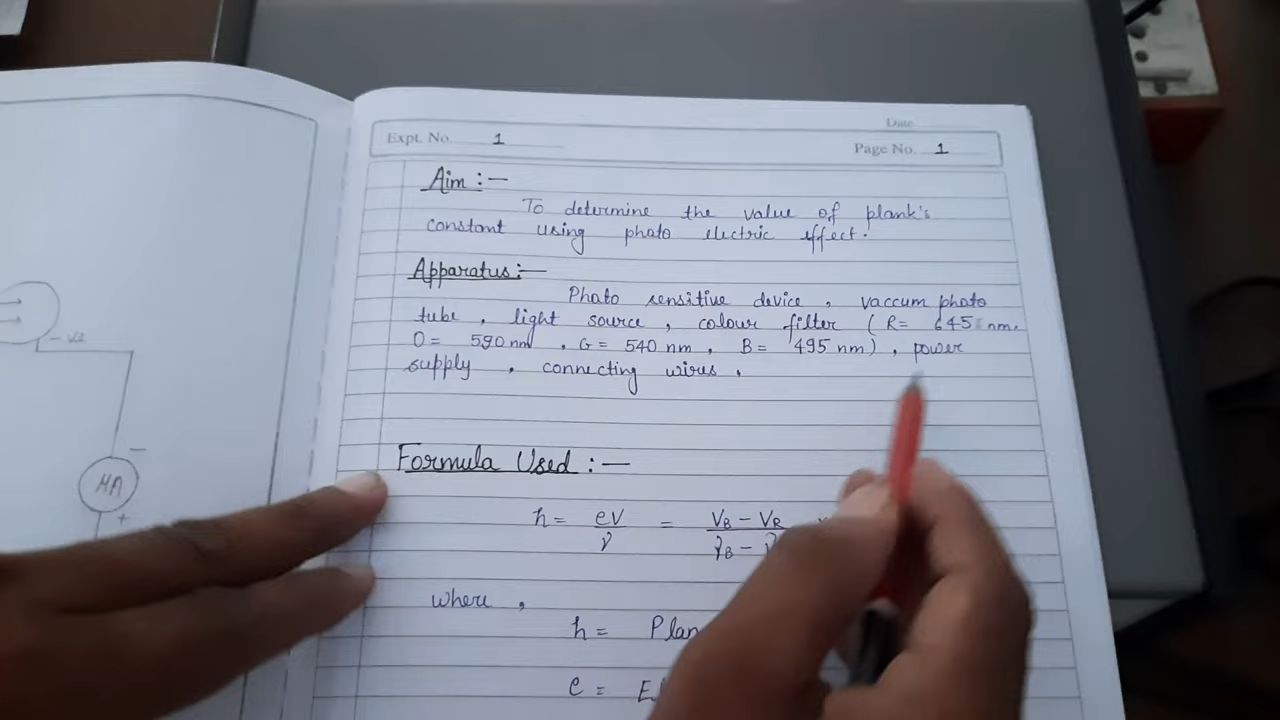 Date
Expt. No. 1
Page No. 1
Aim :-
To determine the value of plank's
constant using photo electric effect.
Apparatus:-
Photo sensitive device, vaccum photo
tube, light source, colour filter (R= 645 nm,
O= 590 nm, G= 540 nm, B= 495 nm), power
supply, connecting wires,
- ve
-
MA
+
Formula Used :-
h= eV/ν = VB - VR
νB -
where,
h= Plan
e =